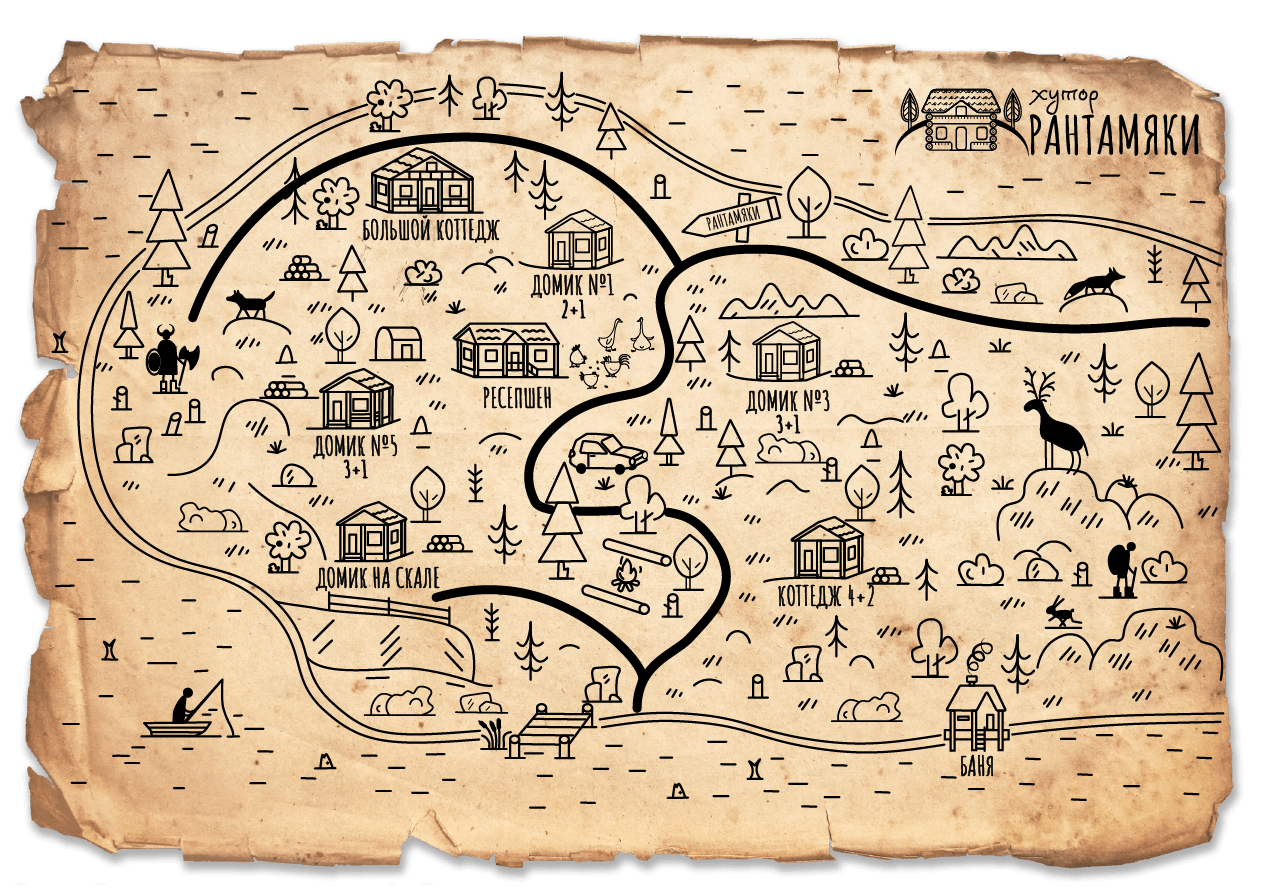 хутор
РАНТАМЯКИ
РАНТАМЯКИ
БОЛЬШОЙ КОТТЕДЖ
ДОМИК №1
2+1
РЕСЕПШЕН
ДОМИК №3
3+1
ДОМИК №5
3+1
ДОМИК НА СКАЛЕ
КОТТЕДЖ 4+2
БАНЯ